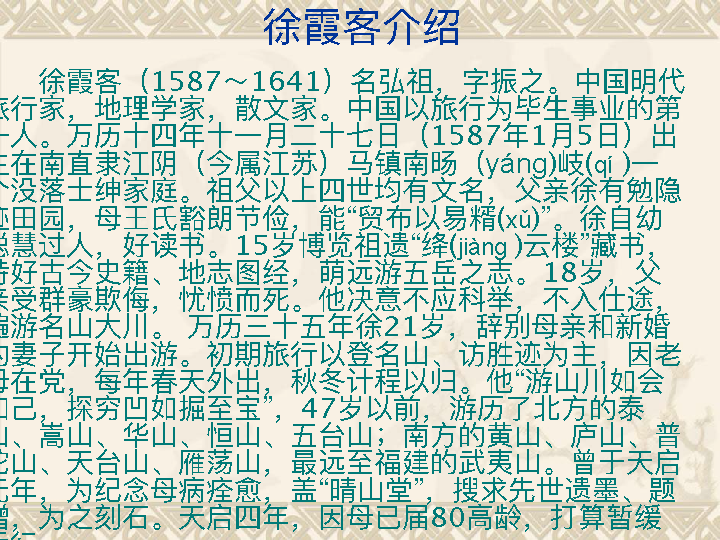 徐霞客介绍
徐霞客（1587～1641）名弘祖，字振之。中国明代
旅行家，地理学家，散文家。中国以旅行为毕生事业的第
一人。万历十四年十一月二十七日（1587年1月5日）出
生在南直隶江阴（今属江苏）马镇南旸（yáng)岐(qí )一
个没落士绅家庭。祖父以上四世均有文名，父亲徐有勉隐
迹田园，母王氏豁朗节俭，能“贸布以易糈(xǔ)”。徐自幼
聪慧过人，好读书。15岁博览祖遗“绛(jiàng )云楼”藏书，
特好古今史籍、地志图经，萌远游五岳之志。18岁，父
亲受群豪欺侮，忧愤而死。他决意不应科举，不入仕途，
遍游名山大川。 万历三十五年徐21岁，辞别母亲和新婚
的妻子开始出游。初期旅行以登名山、访胜迹为主，因老
母在党，每年春天外出，秋冬计程以归。他“游山川如会
知己，探穷凹如掘至宝”，47岁以前，游历了北方的泰
山、嵩山、华山、恒山、五台山；南方的黄山、庐山、普
陀山、天台山、雁荡山，最远至福建的武夷山。曾于天启
元年，为纪念母病痊愈，盖“晴山堂”，搜求先世遗墨、题
赠，为之刻石。天启四年，因母已届80高龄，打算暂缓